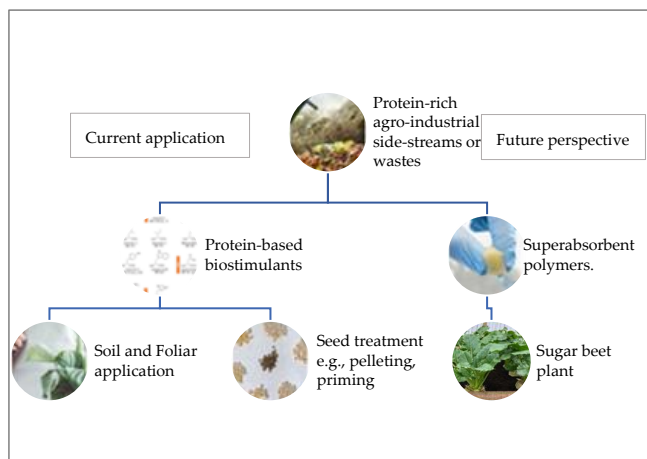 Protein-rich
agro-industrial
side-streams or
wastes
Current application
Future perspective
Protein-based
biostimulants
Superabsorbent
polymers.
Soil and Foliar
application
Seed treatment
e.g., pelleting,
priming
Sugar beet
plant